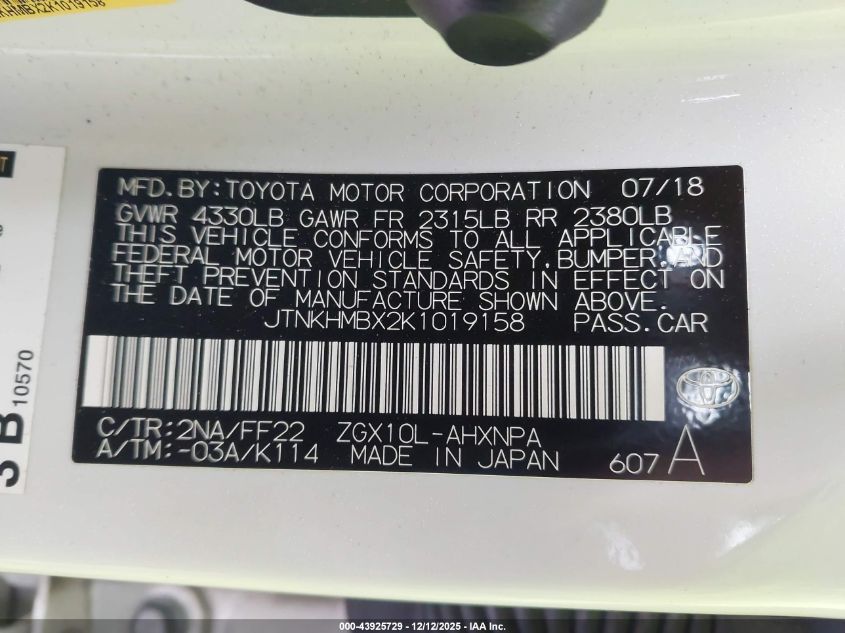 KHMBX2K1019158
T
3 B 10570
MFD.BY:TOYOTA MOTOR CORPORATION 07/18
GVWR 4330LB GAWR FR 2315LB RR 2380LB
THIS VEHICLE CONFORMS TO ALL APPLICABLE
FEDERAL MOTOR VEHICLE SAFETY,BUMPER,AND
THEFT PREVENTION STANDARDS IN EFFECT ON
THE DATE OF MANUFACTURE SHOWN ABOVE.
JTNKHMBX2K1019158 PASS.CAR
C/TR:2NA/FF22 ZGX10L-AHXNPA
A/TM:-03A/K114 MADE IN JAPAN 607 A
000-43925729 - 12/12/2025 - IAA Inc.